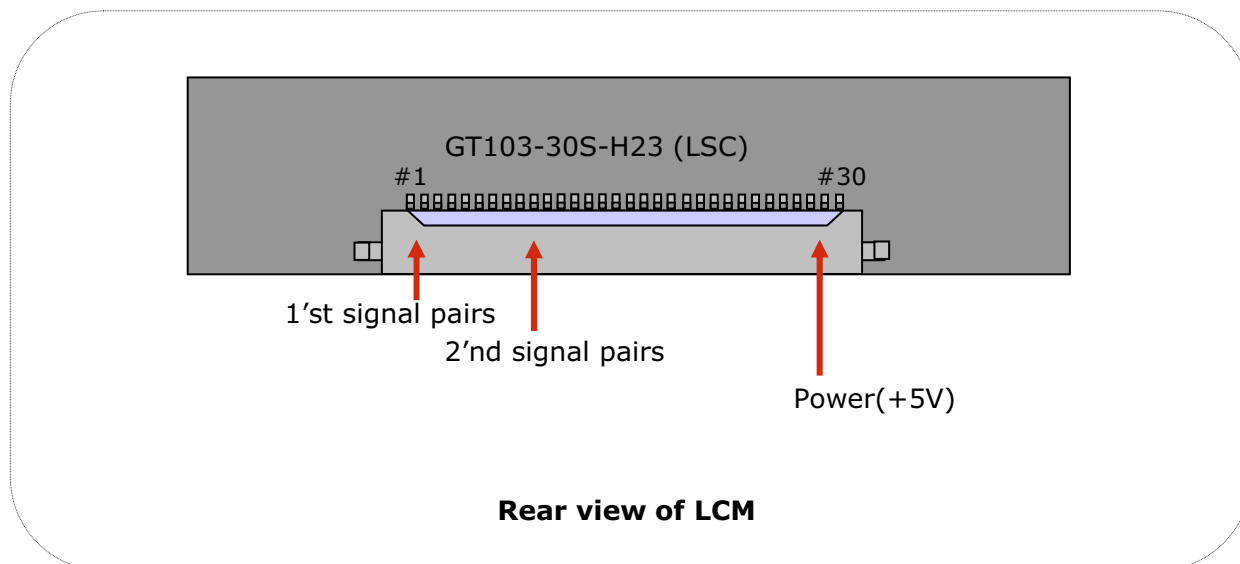 GT103-30S-H23 (LSC)
#1
#30
1’st signal pairs
2’nd signal pairs
Power(+5V)
Rear view of LCM